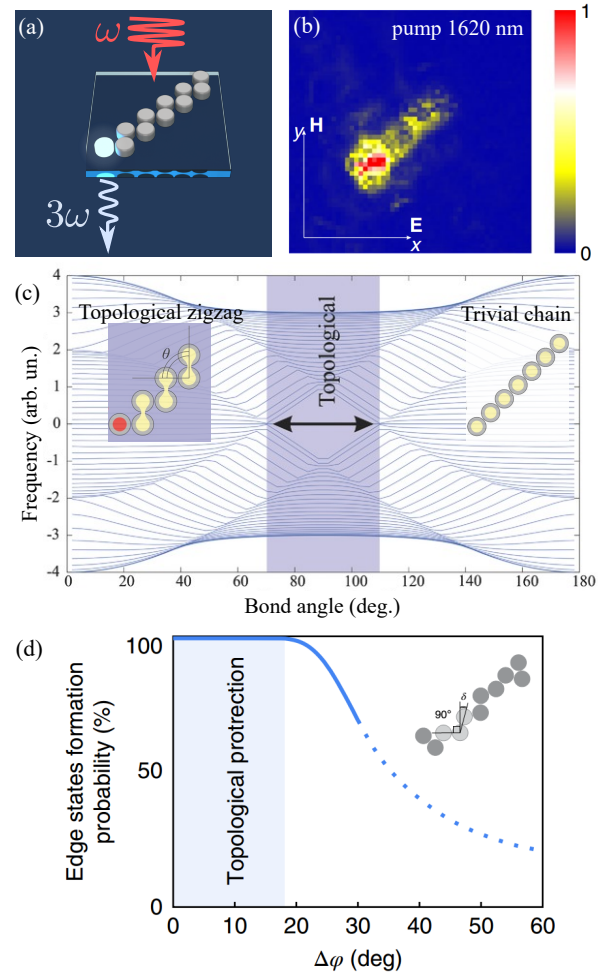 (a)
ω
3ω
(b)
pump 1620 nm
y
H
E
x
1
0
(c)
Topological zigzag
θ
Topological
Trivial chain
Frequency (arb. un.)
4
3
2
1
0
-1
-2
-3
-4
0 20 40 60 80 100 120 140 160 180
Bond angle (deg.)
(d)
Edge states formation
probability (%)
100
50
0
Topological protrection
90°
δ
0 10 20 30 40 50 60
Δφ (deg)